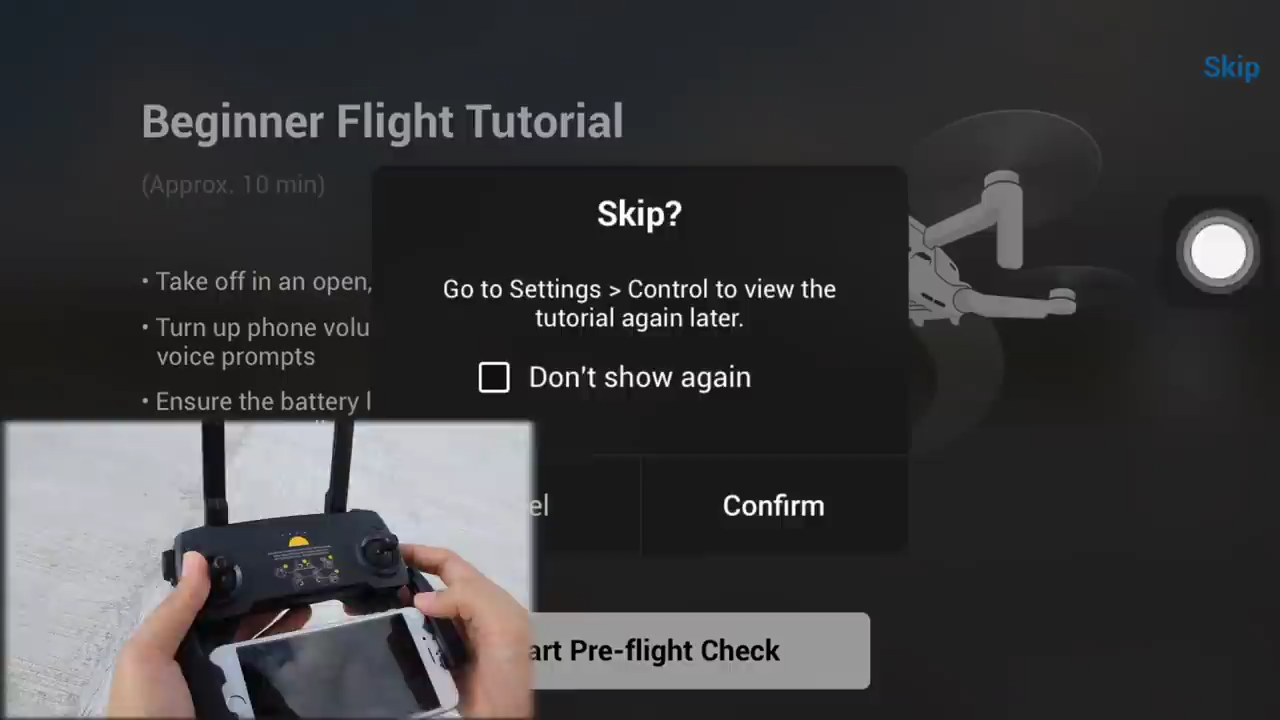 Skip
Beginner Flight Tutorial
(Approx. 10 min)
Skip?
• Take off in an open,
Go to Settings > Control to view the
tutorial again later.
• Turn up phone volu
voice prompts
Don't show again
• Ensure the battery l
el
Confirm
art Pre-flight Check